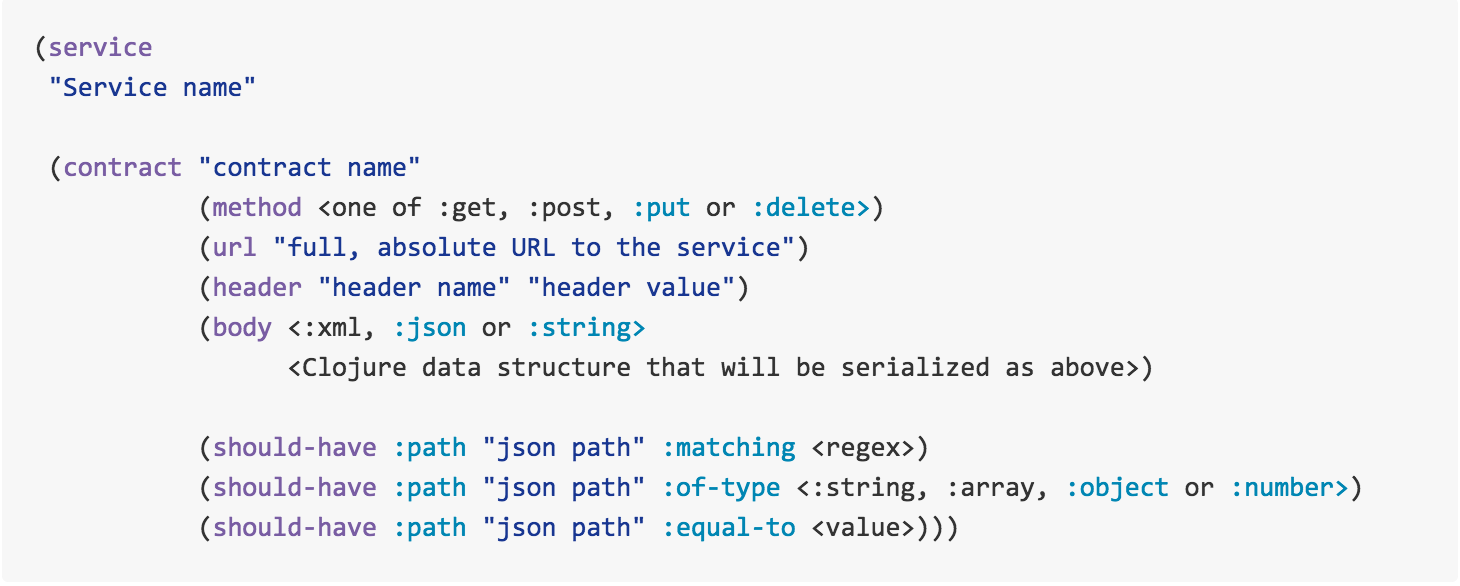 (service
"Service name"
(contract "contract name"
(method <one of :get, :post, :put or :delete>)
(url "full, absolute URL to the service")
(header "header name" "header value")
(body <:xml, :json or :string>
<Clojure data structure that will be serialized as above>)
(should-have :path "json path" :matching <regex>)
(should-have :path "json path" :of-type <:string, :array, :object or :number>)
(should-have :path "json path" :equal-to <value>)))